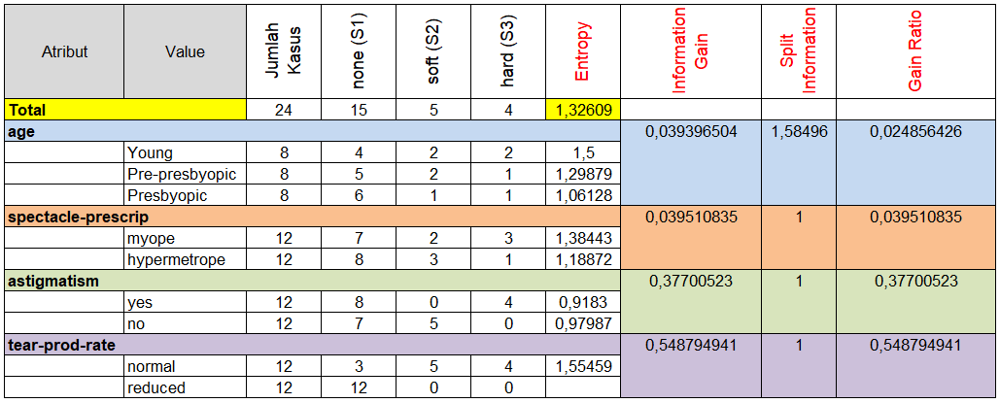 Atribut Value Jumlah Kasus none (S1) soft (S2) hard (S3) Entropy Information Gain Split Information Gain Ratio
Total 24 15 5 4 1,32609
age 0,039396504 1,58496 0,024856426
Young 8 4 2 2 1,5
Pre-presbyopic 8 5 2 1 1,29879
Presbyopic 8 6 1 1 1,06128
spectacle-prescrip 0,039510835 1 0,039510835
myope 12 7 2 3 1,38443
hypermetrope 12 8 3 1 1,18872
astigmatism 0,37700523 1 0,37700523
yes 12 8 0 4 0,9183
no 12 7 5 0 0,97987
tear-prod-rate 0,548794941 1 0,548794941
normal 12 3 5 4 1,55459
reduced 12 12 0 0